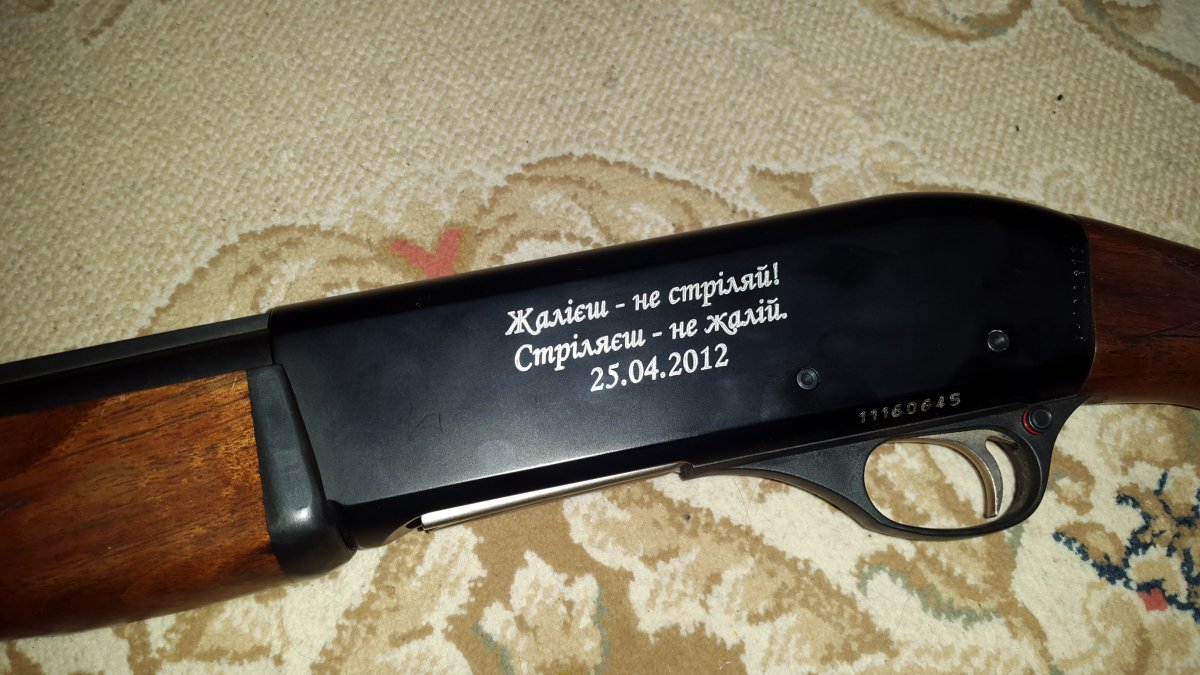 Жалієш - не стріляй!
Стріляєш - не жалій.
25.04.2012
11160645